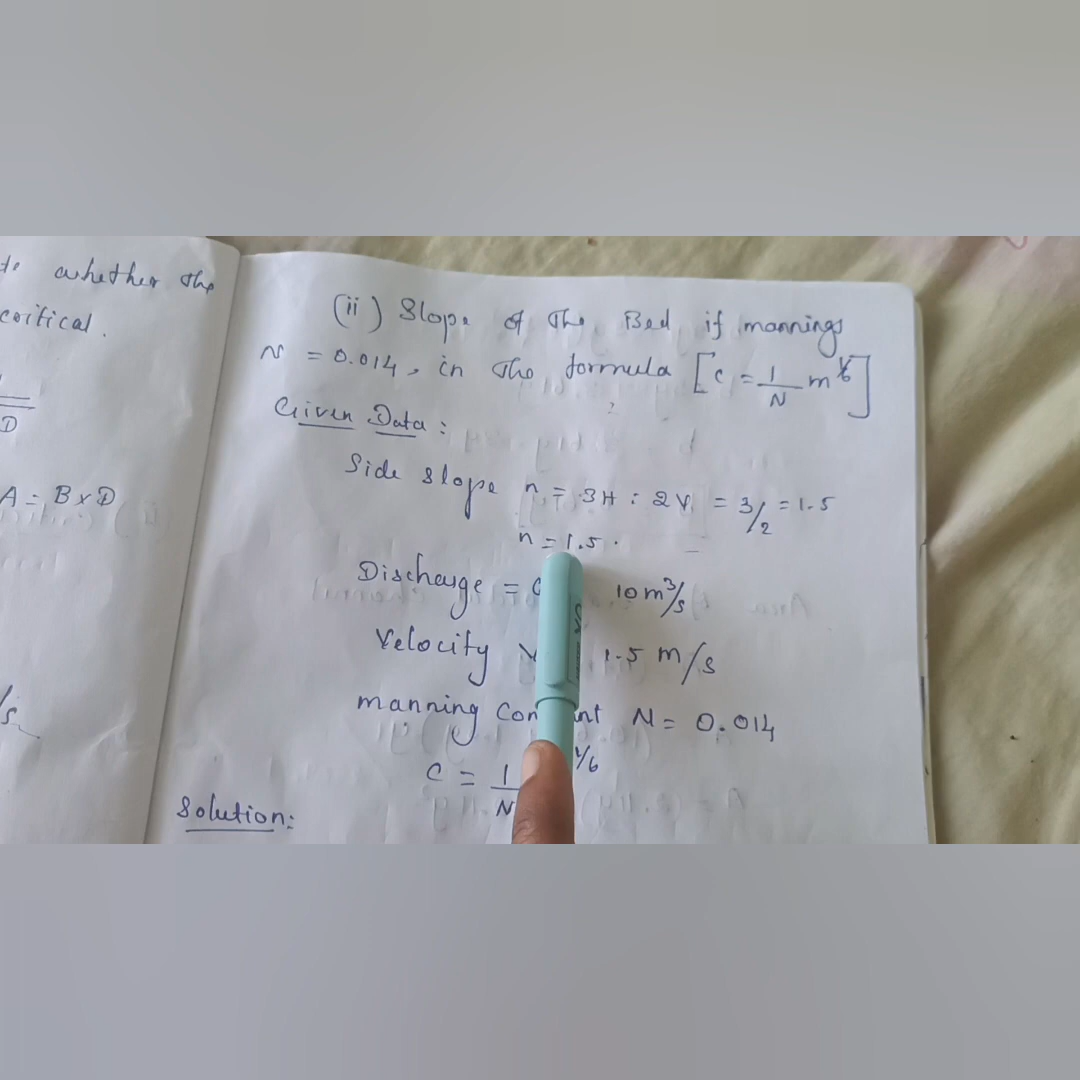 whether the
critical.
D
A = B x D
/s
(ii) Slope of the Bed if mannings
N = 0.014, in the formula [c = 1/N m^1/6]
Given Data:
Side slope n = 3H : 2V = 3/2 = 1.5
n = 1.5.
Discharge = 10 m³/s
Velocity V 1.5 m/s
manning N = 0.014
C = 1/N 1/6
Solution: